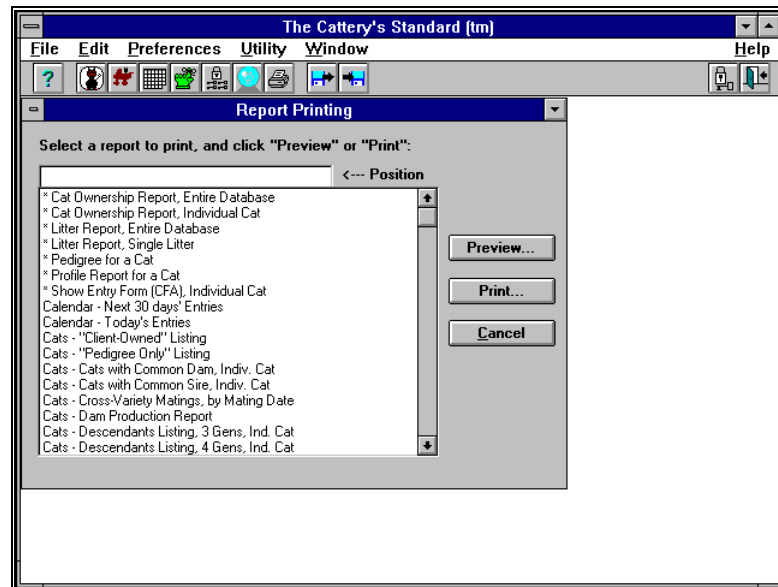 The Cattery's Standard (tm)
File Edit Preferences Utility Window Help
?
Report Printing
Select a report to print, and click "Preview" or "Print":
<--- Position
* Cat Ownership Report, Entire Database
* Cat Ownership Report, Individual Cat
* Litter Report, Entire Database
* Litter Report, Single Litter
* Pedigree for a Cat
* Profile Report for a Cat
* Show Entry Form (CFA), Individual Cat
Calendar - Next 30 days' Entries
Calendar - Today's Entries
Cats - "Client-Owned" Listing
Cats - "Pedigree Only" Listing
Cats - Cats with Common Dam, Indiv. Cat
Cats - Cats with Common Sire, Indiv. Cat
Cats - Cross-Variety Matings, by Mating Date
Cats - Dam Production Report
Cats - Descendants Listing, 3 Gens, Ind. Cat
Cats - Descendants Listing, 4 Gens, Ind. Cat
Preview...
Print...
Cancel